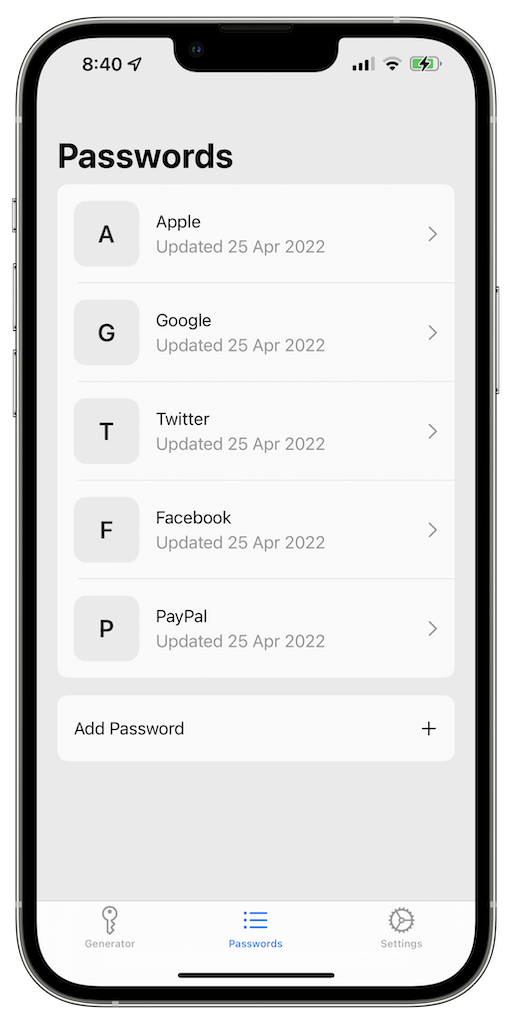 8:40
Passwords
A
Apple
Updated 25 Apr 2022
G
Google
Updated 25 Apr 2022
T
Twitter
Updated 25 Apr 2022
F
Facebook
Updated 25 Apr 2022
P
PayPal
Updated 25 Apr 2022
Add Password
Generator
Passwords
Settings